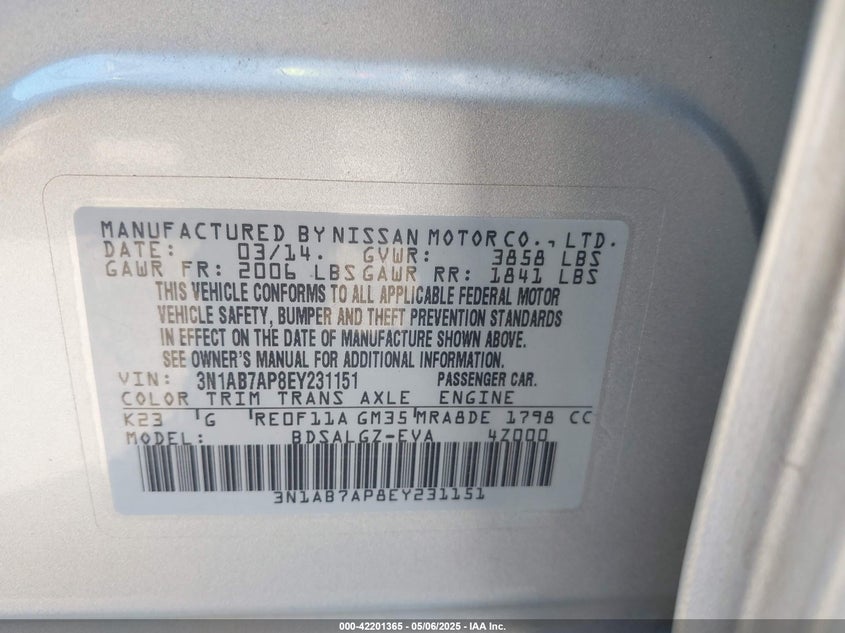 MANUFACTURED BY NISSAN MOTOR CO., LTD.
DATE: 03/14. GVWR: 3858 LBS
GAWR FR: 2006 LBS GAWR RR: 1841 LBS
THIS VEHICLE CONFORMS TO ALL APPLICABLE FEDERAL MOTOR
VEHICLE SAFETY, BUMPER AND THEFT PREVENTION STANDARDS
IN EFFECT ON THE DATE OF MANUFACTURE SHOWN ABOVE.
SEE OWNER'S MANUAL FOR ADDITIONAL INFORMATION.
VIN: 3N1AB7AP8EY231151 PASSENGER CAR.
COLOR TRIM TRANS AXLE ENGINE
K23 G RE0F11A GM35 MRA8DE 1798 CC
MODEL: BDSALGZ-EVA 4Z000
3N1AB7AP8EY231151
000-42201365 - 05/06/2025 - IAA Inc.